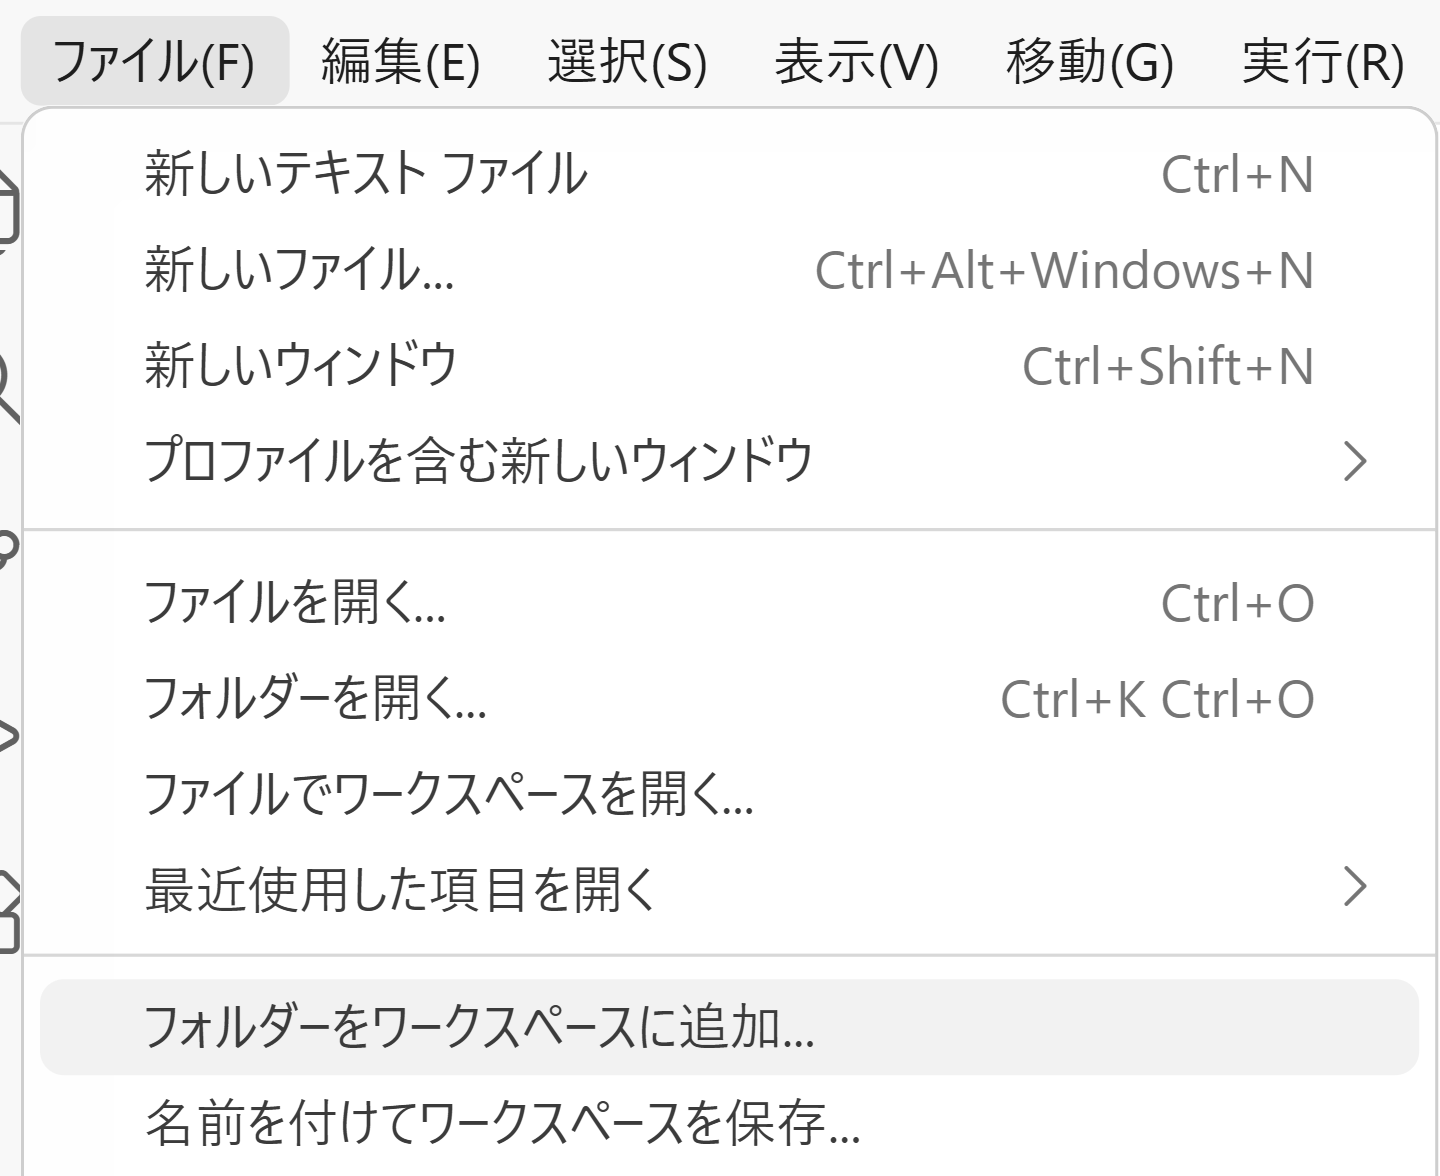 ファイル(F) 編集(E) 選択(S) 表示(V) 移動(G) 実行(R)
新しいテキスト ファイル Ctrl+N
新しいファイル... Ctrl+Alt+Windows+N
新しいウィンドウ Ctrl+Shift+N
プロファイルを含む新しいウィンドウ
ファイルを開く... Ctrl+O
フォルダーを開く... Ctrl+K Ctrl+O
ファイルでワークスペースを開く...
最近使用した項目を開く
フォルダーをワークスペースに追加...
名前を付けてワークスペースを保存...